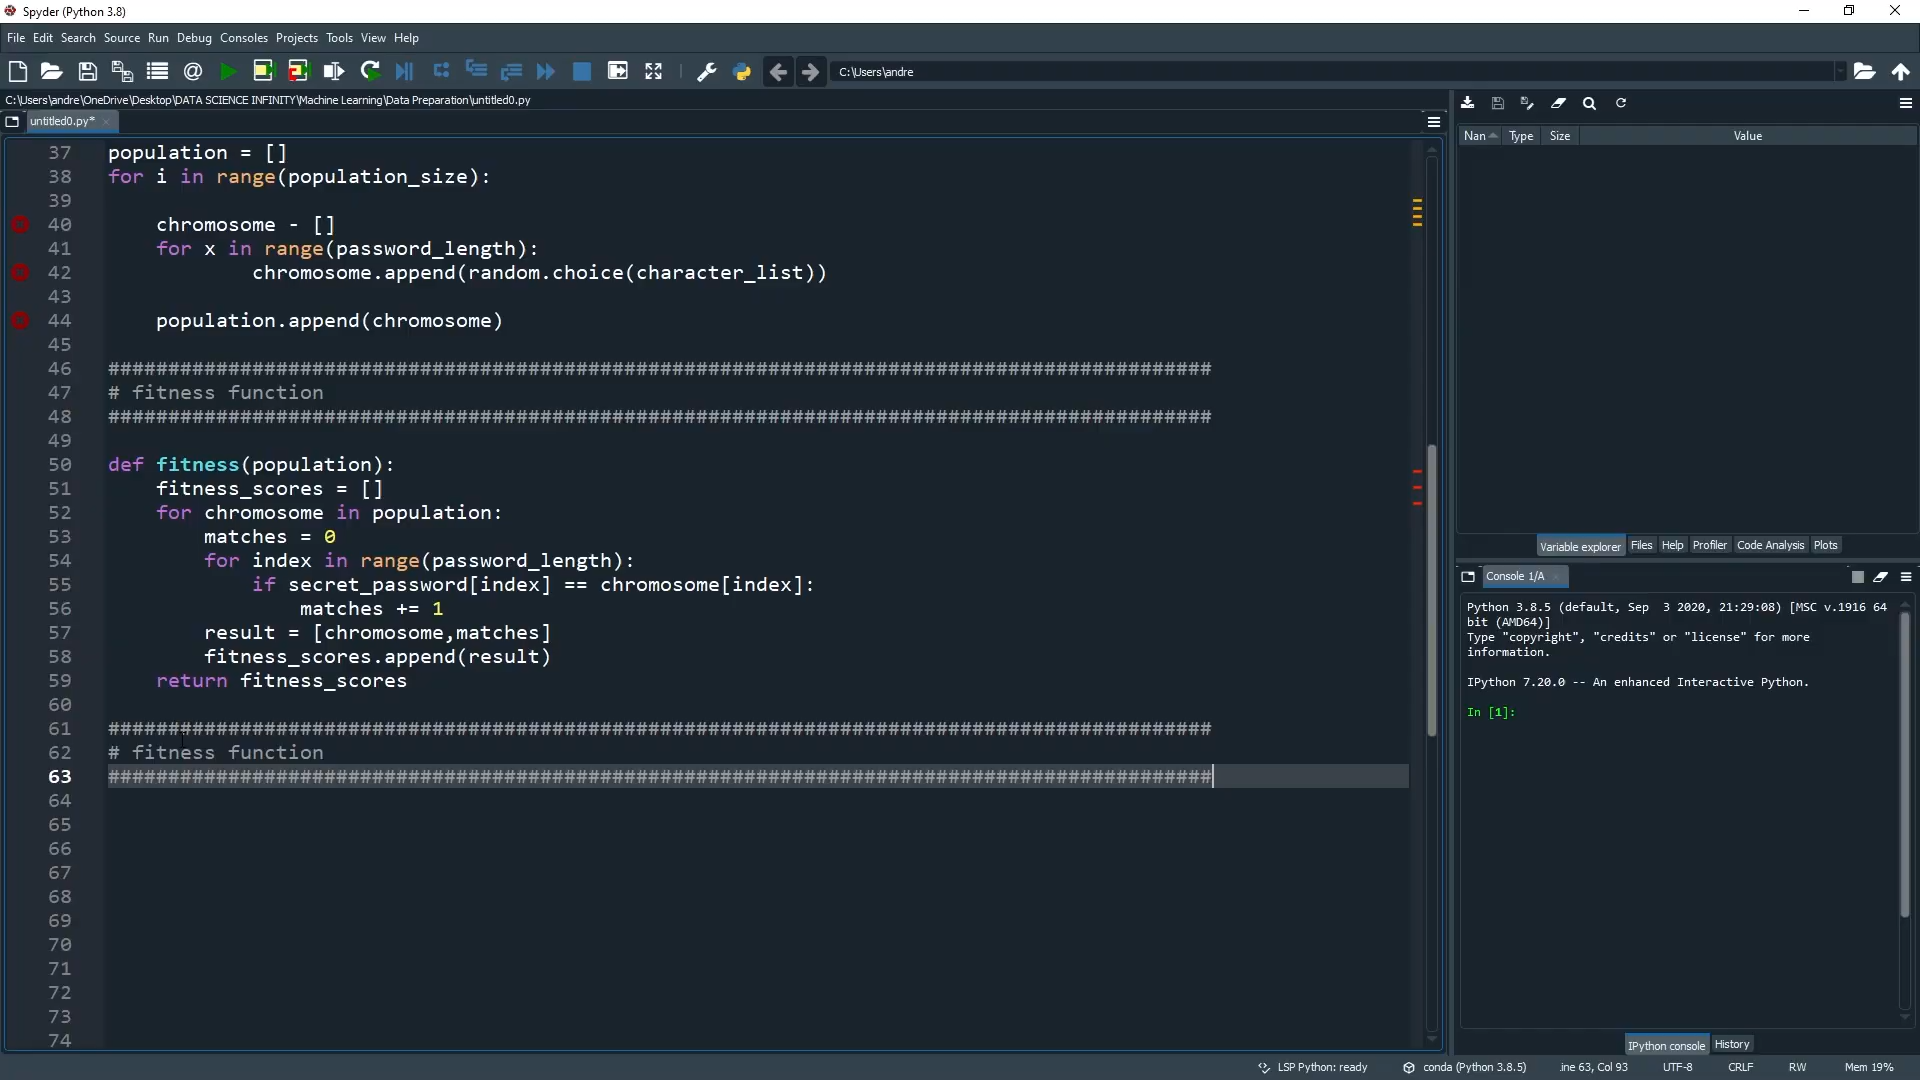 Spyder (Python 3.8)
File Edit Search Source Run Debug Consoles Projects Tools View Help
C:\Users\andre
C:\Users\andre\OneDrive\Desktop\DATA SCIENCE INFINITY\Machine Learning\Data Preparation\untitled0.py
untitled0.py*
37 population = []
38 for i in range(population_size):
39
40 chromosome - []
41 for x in range(password_length):
42 chromosome.append(random.choice(character_list))
43
44 population.append(chromosome)
45
46 ############################################################################################
47 # fitness function
48 ############################################################################################
49
50 def fitness(population):
51 fitness_scores = []
52 for chromosome in population:
53 matches = 0
54 for index in range(password_length):
55 if secret_password[index] == chromosome[index]:
56 matches += 1
57 result = [chromosome,matches]
58 fitness_scores.append(result)
59 return fitness_scores
60
61 ############################################################################################
62 # fitness function
63 ############################################################################################
64
65
66
67
68
69
70
71
72
73
74
Nan Type Size Value
Variable explorer Files Help Profiler Code Analysis Plots
Console 1/A
Python 3.8.5 (default, Sep 3 2020, 21:29:08) [MSC v.1916 64
bit (AMD64)]
Type "copyright", "credits" or "license" for more
information.
IPython 7.20.0 -- An enhanced Interactive Python.
In [1]:
IPython console History
LSP Python: ready conda (Python 3.8.5) ine 63, Col 93 UTF-8 CRLF RW Mem 19%